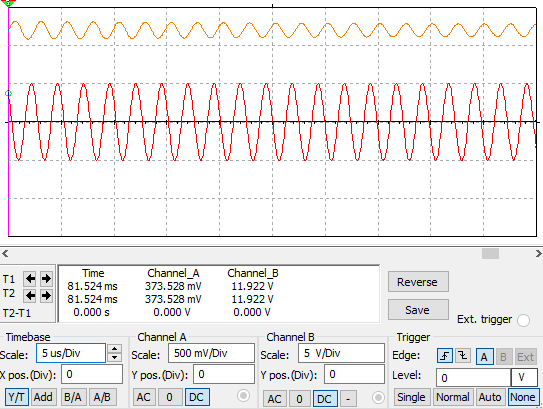 Time Channel_A Channel_B
T1 81.524 ms 373.528 mV 11.922 V
T2 81.524 ms 373.528 mV 11.922 V
T2-T1 0.000 s 0.000 V 0.000 V
Reverse
Save
Ext. trigger
Timebase
Scale: 5 us/Div
X pos.(Div): 0
Y/T Add B/A A/B
Channel A
Scale: 500 mV/Div
Y pos.(Div): 0
AC 0 DC
Channel B
Scale: 5 V/Div
Y pos.(Div): 0
AC 0 DC -
Trigger
Edge: A B Ext
Level: 0 V
Single Normal Auto None